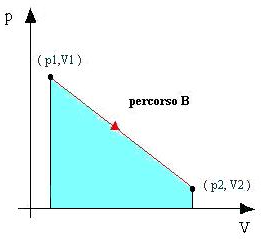 p
( p1,V1 )
percorso B
( p2, V2 )
V